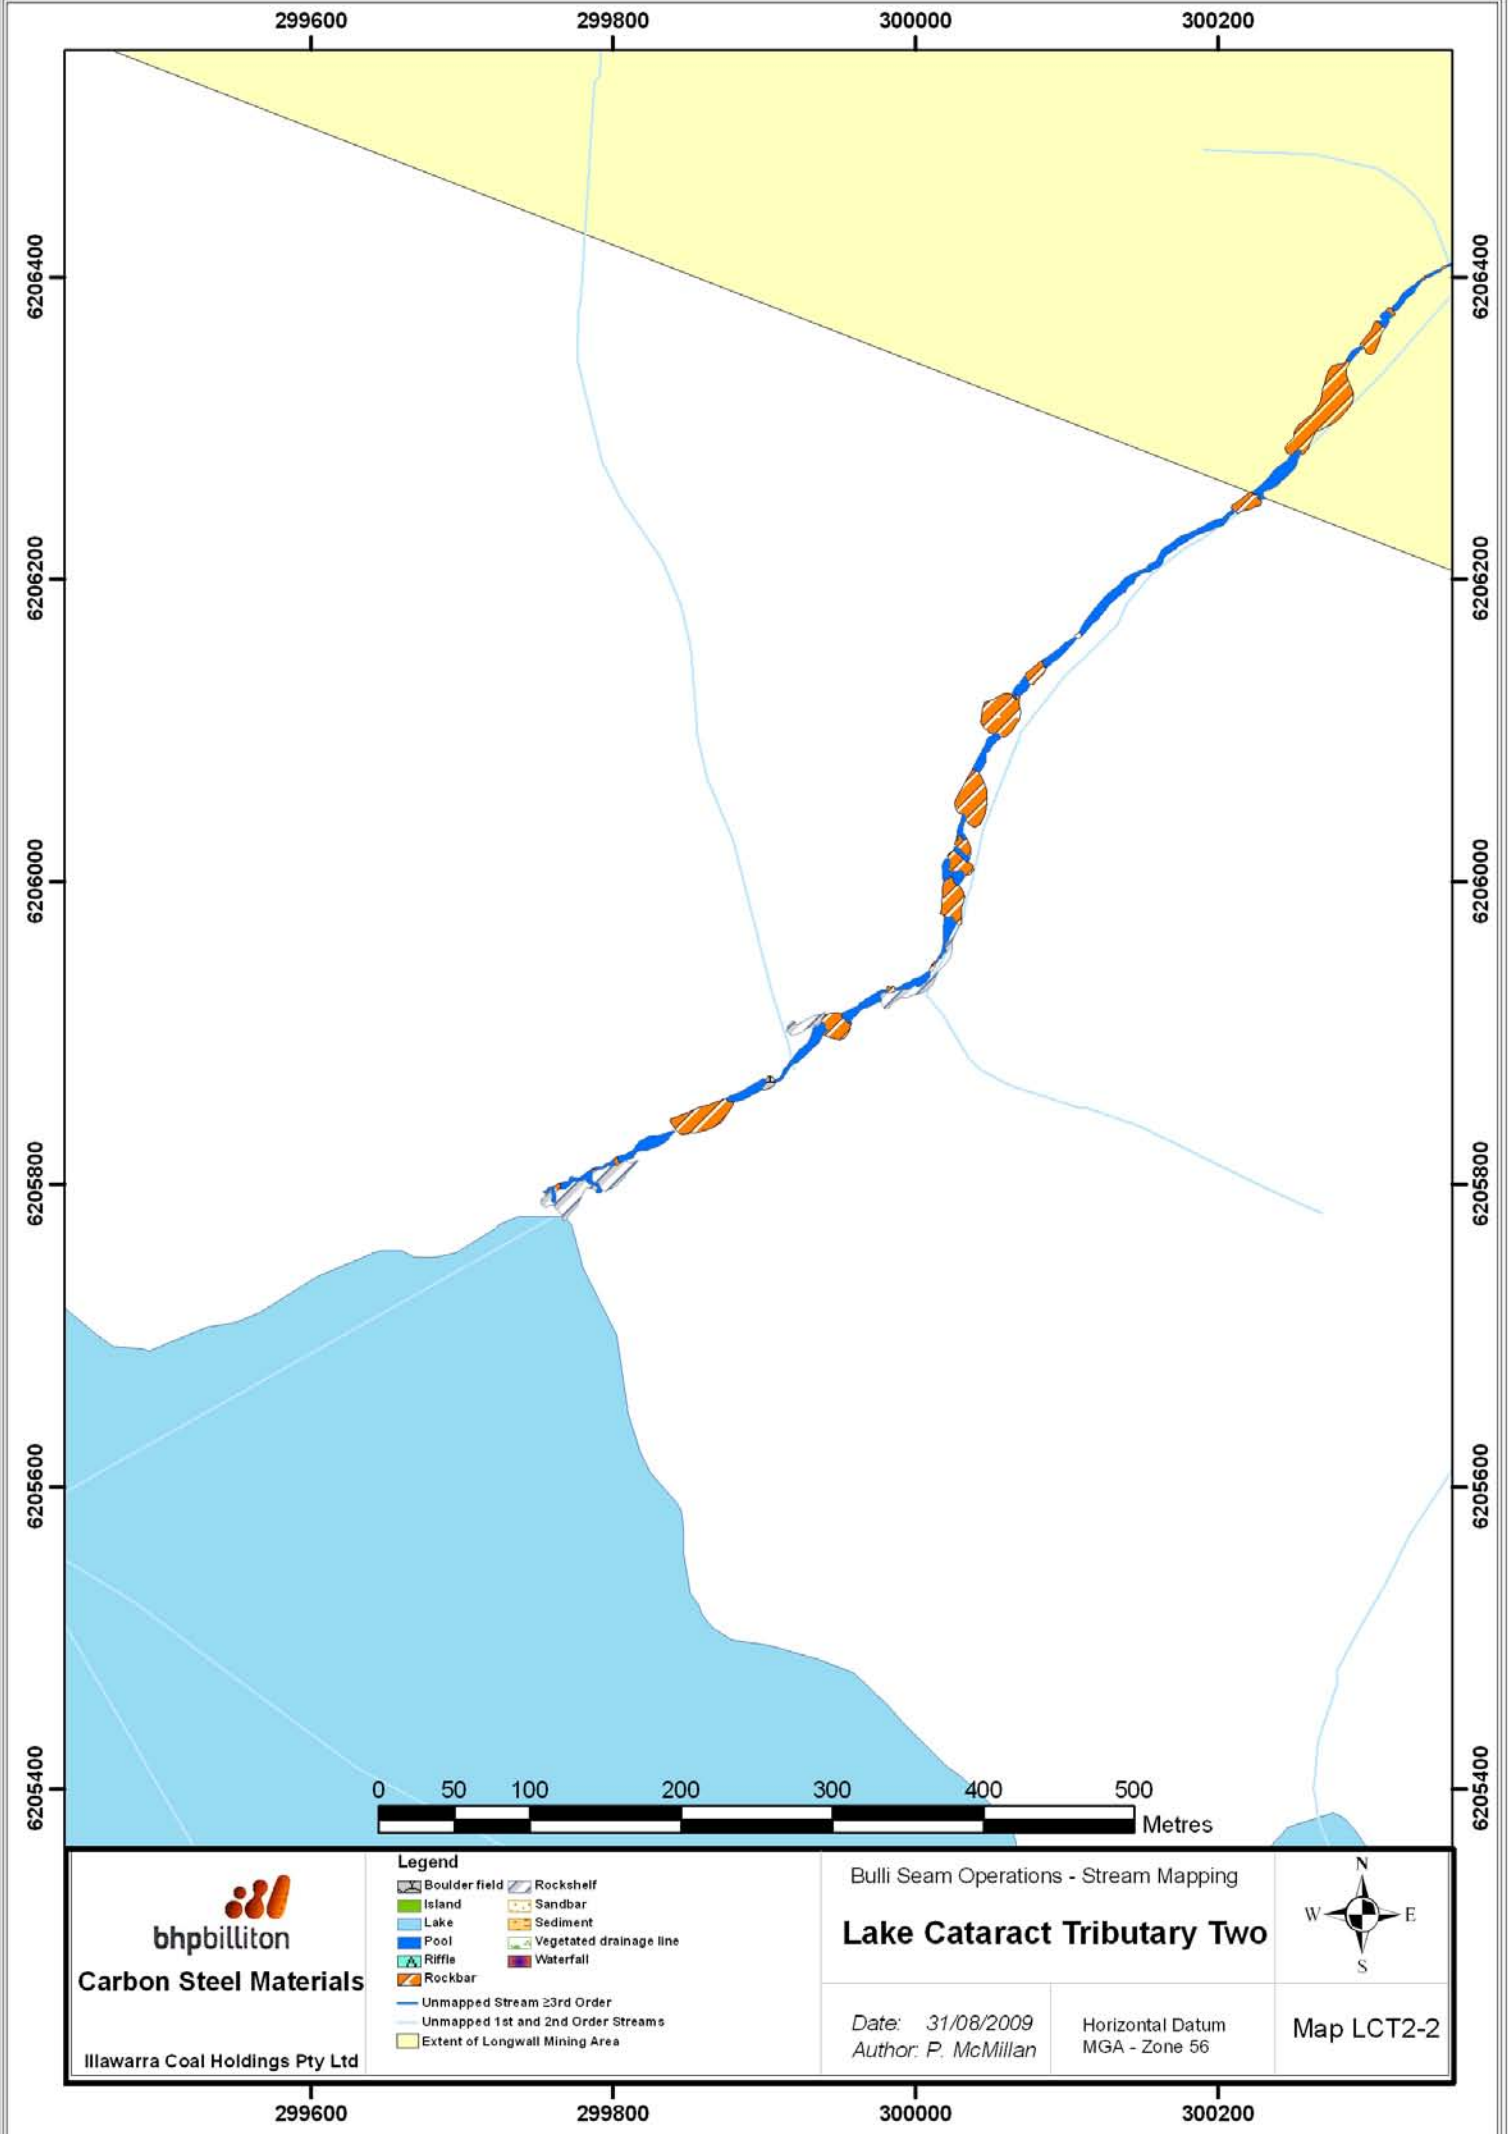 299600 299800 300000 300200
6206400 6206400
6206200 6206200
6206000 6206000
6205800 6205800
6205600 6205600
6205400 6205400
0 50 100 200 300 400 500
Metres
bhpbilliton
Carbon Steel Materials
Illawarra Coal Holdings Pty Ltd
Legend
Boulder field Rockshelf
Island Sandbar
Lake Sediment
Pool Vegetated drainage line
Riffle Waterfall
Rockbar
Unmapped Stream ≥3rd Order
Unmapped 1st and 2nd Order Streams
Extent of Longwall Mining Area
Bulli Seam Operations - Stream Mapping
Lake Cataract Tributary Two
Date: 31/08/2009
Author: P. McMillan
Horizontal Datum
MGA - Zone 56
N
W E
S
Map LCT2-2
299600 299800 300000 300200